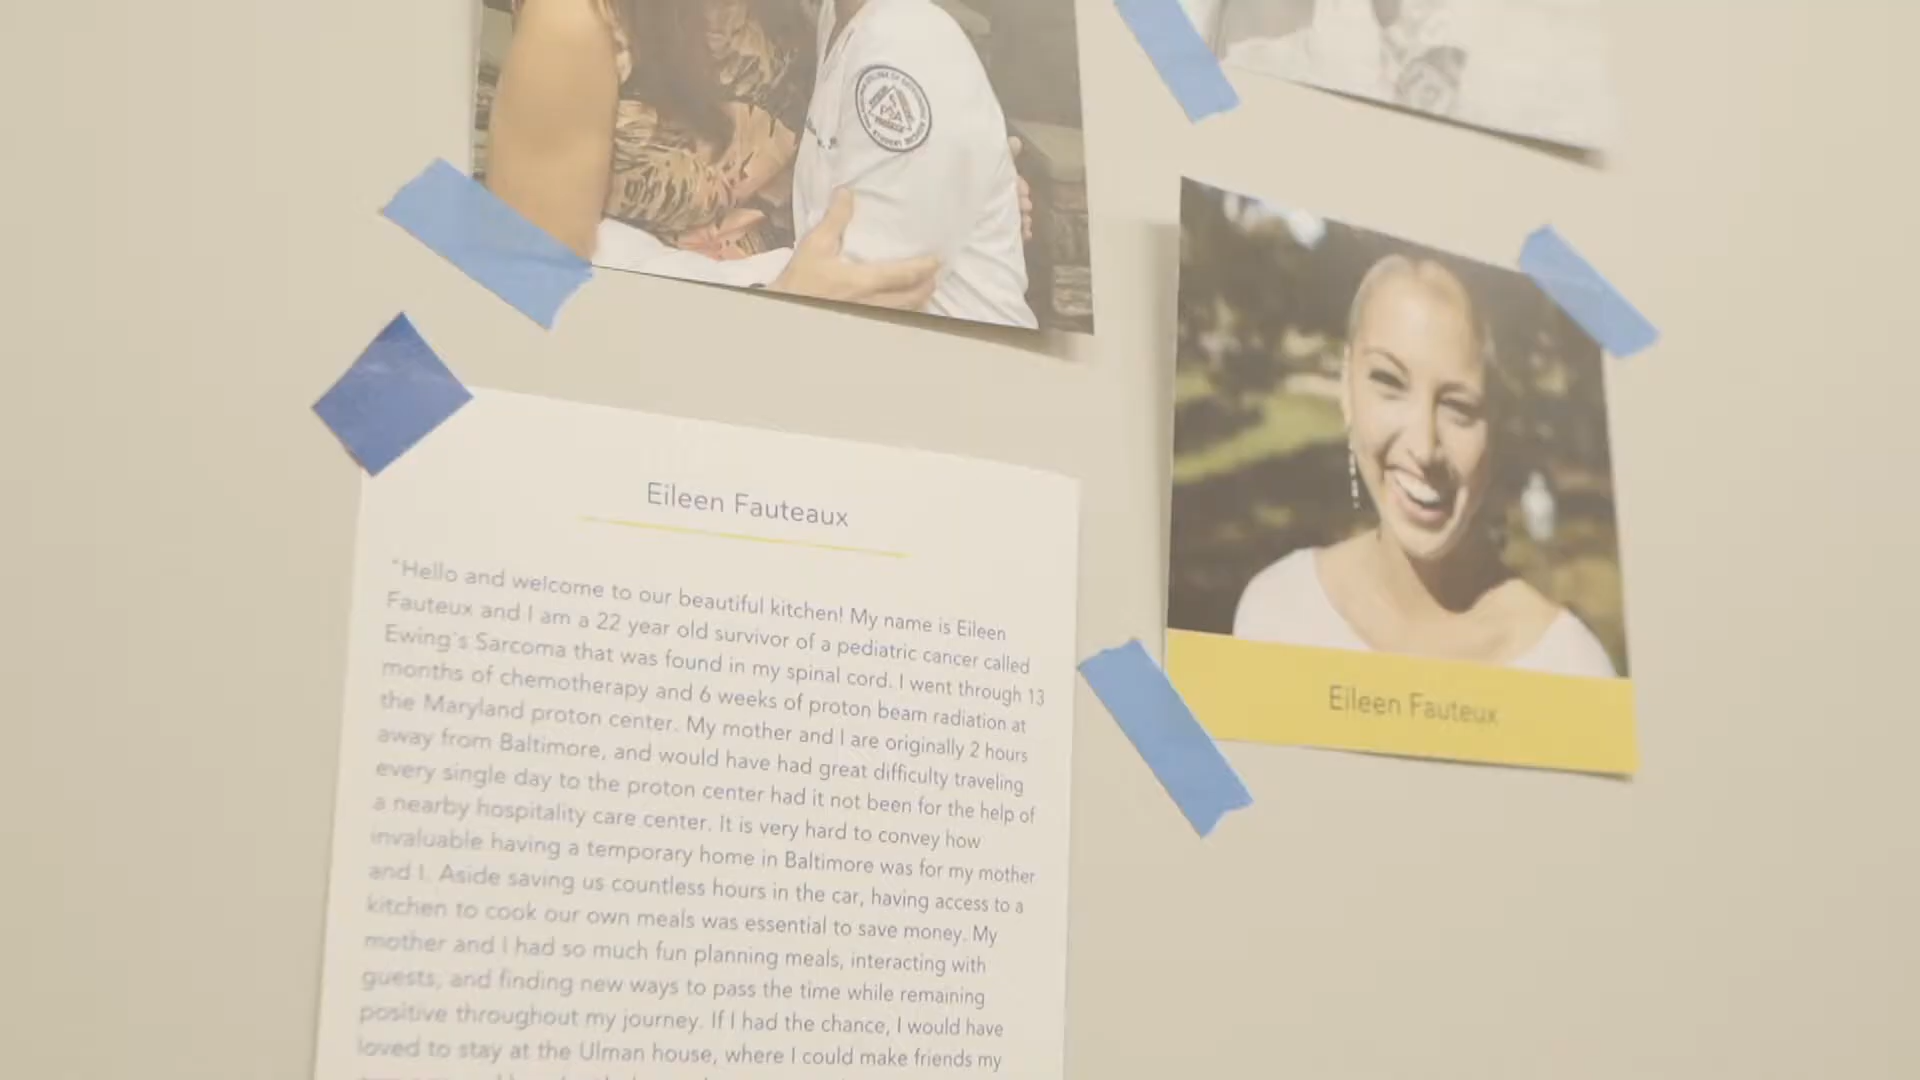 Eileen Fauteaux
"Hello and welcome to our beautiful kitchen! My name is Eileen
Fauteux and I am a 22 year old survivor of a pediatric cancer called
Ewing's Sarcoma that was found in my spinal cord. I went through 13
months of chemotherapy and 6 weeks of proton beam radiation at
the Maryland proton center. My mother and I are originally 2 hours
away from Baltimore, and would have had great difficulty traveling
every single day to the proton center had it not been for the help of
a nearby hospitality care center. It is very hard to convey how
invaluable having a temporary home in Baltimore was for my mother
and I. Aside saving us countless hours in the car, having access to a
kitchen to cook our own meals was essential to save money. My
mother and I had so much fun planning meals, interacting with
guests, and finding new ways to pass the time while remaining
positive throughout my journey. If I had the chance, I would have
loved to stay at the Ulman house, where I could make friends my
Eileen Fauteux